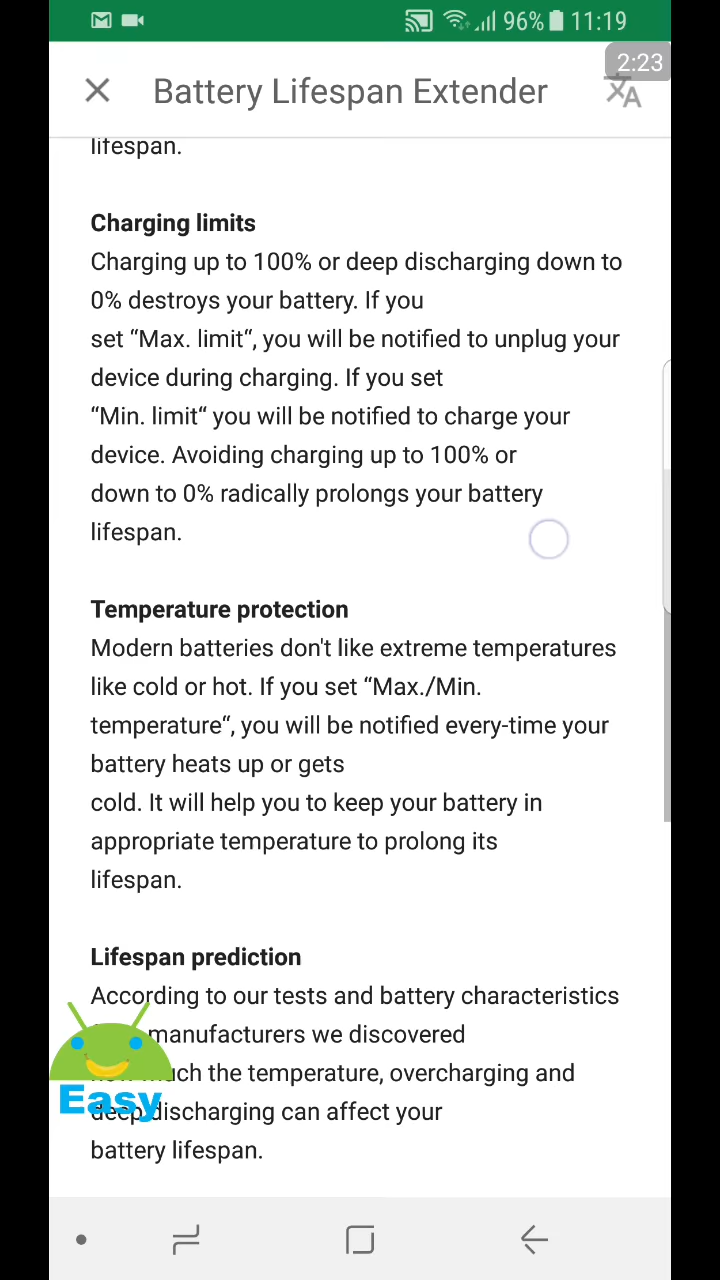 96% 11:19
2:23
Battery Lifespan Extender
lifespan.
Charging limits
Charging up to 100% or deep discharging down to
0% destroys your battery. If you
set “Max. limit“, you will be notified to unplug your
device during charging. If you set
“Min. limit“ you will be notified to charge your
device. Avoiding charging up to 100% or
down to 0% radically prolongs your battery
lifespan.
Temperature protection
Modern batteries don't like extreme temperatures
like cold or hot. If you set “Max./Min.
temperature“, you will be notified every-time your
battery heats up or gets
cold. It will help you to keep your battery in
appropriate temperature to prolong its
lifespan.
Lifespan prediction
According to our tests and battery characteristics
manufacturers we discovered
the temperature, overcharging and
Easy
deep discharging can affect your
battery lifespan.